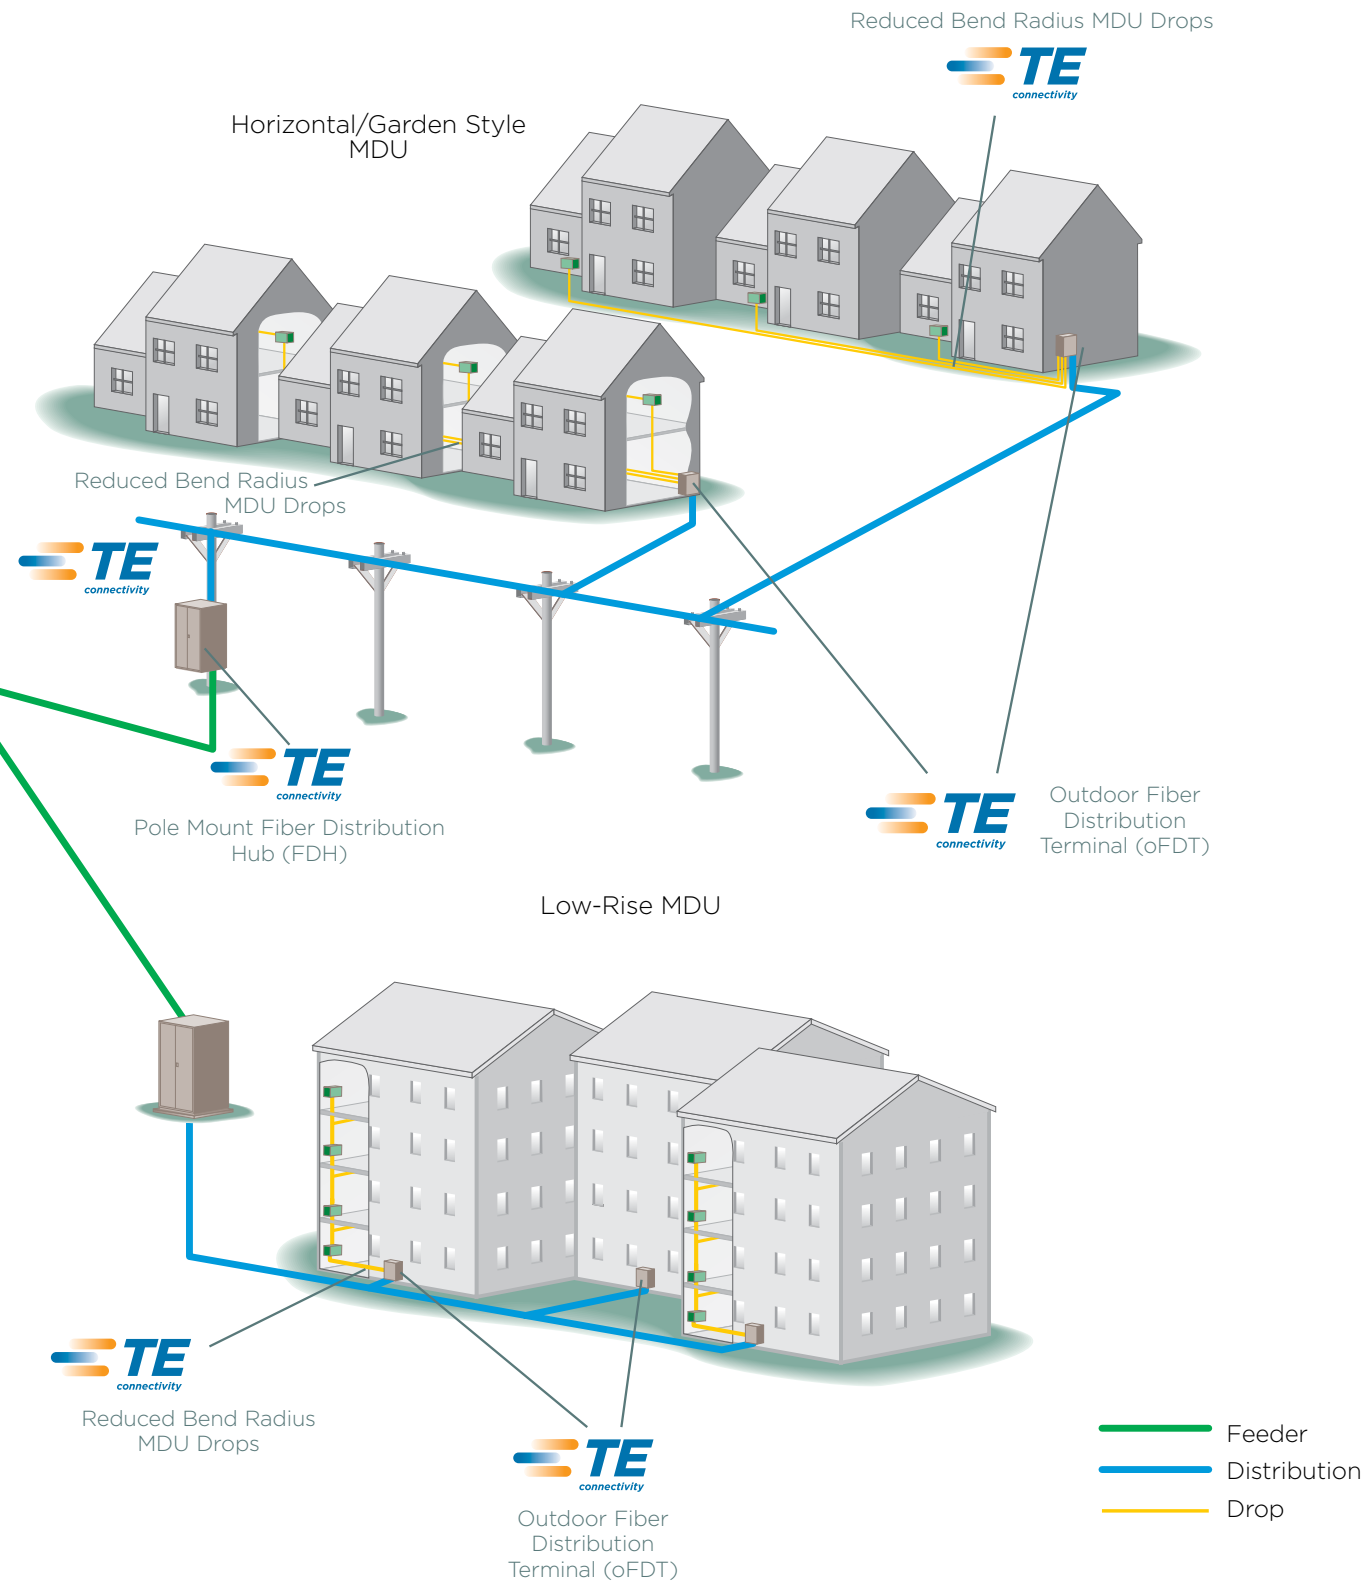 Reduced Bend Radius MDU Drops
TE
connectivity
Horizontal/Garden Style
MDU
Reduced Bend Radius
MDU Drops
TE
connectivity
TE
connectivity
Pole Mount Fiber Distribution
Hub (FDH)
TE
connectivity
Outdoor Fiber
Distribution
Terminal (oFDT)
Low-Rise MDU
TE
connectivity
Reduced Bend Radius
MDU Drops
TE
connectivity
Outdoor Fiber
Distribution
Terminal (oFDT)
Feeder
Distribution
Drop